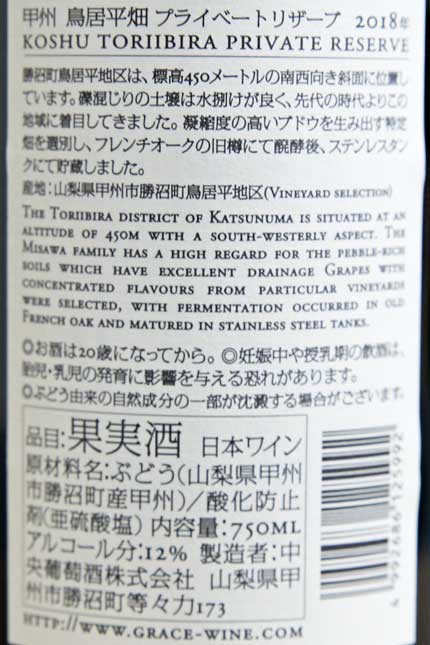 甲州 鳥居平畑 プライベートリザーブ 2018年
KOSHU TORIIBIRA PRIVATE RESERVE
勝沼町鳥居平地区は、標高450メートルの南西向き斜面に位置し
ています。礫混じりの土壌は水捌けが良く、先代の時代よりこの
地域に着目してきました。凝縮度の高いブドウを生み出す特定
畑を選別し、フレンチオークの旧樽にて醗酵後、ステンレスタン
クにて貯蔵しました。
産地:山梨県甲州市勝沼町鳥居平地区(VINEYARD SELECTION)
THE TORIIBIRA DISTRICT OF KATSUNUMA IS SITUATED AT AN
ALTITUDE OF 450M WITH A SOUTH-WESTERLY ASPECT. THE
MISAWA FAMILY HAS A HIGH REGARD FOR THE PEBBLE-RICH
SOILS WHICH HAVE EXCELLENT DRAINAGE GRAPES WITH
CONCENTRATED FLAVOURS FROM PARTICULAR VINEYARDS
WERE SELECTED, WITH FERMENTATION OCCURRED IN OLD
FRENCH OAK AND MATURED IN STAINLESS STEEL TANKS.
◎お酒は20歳になってから。◎妊娠中や授乳期の飲酒は、
胎児・乳児の発育に影響を与える恐れがあります。
◎ぶどう由来の自然成分の一部が沈澱する場合がございます。
品目:果実酒 日本ワイン
原材料名:ぶどう(山梨県甲州
市勝沼町産甲州)/酸化防止
剤(亜硫酸塩) 内容量:750ML
アルコール分:12% 製造者:中
央葡萄酒株式会社 山梨県甲
州市勝沼町等々力173
HTTP://WWW.GRACE-WINE.COM
4 992686 125992